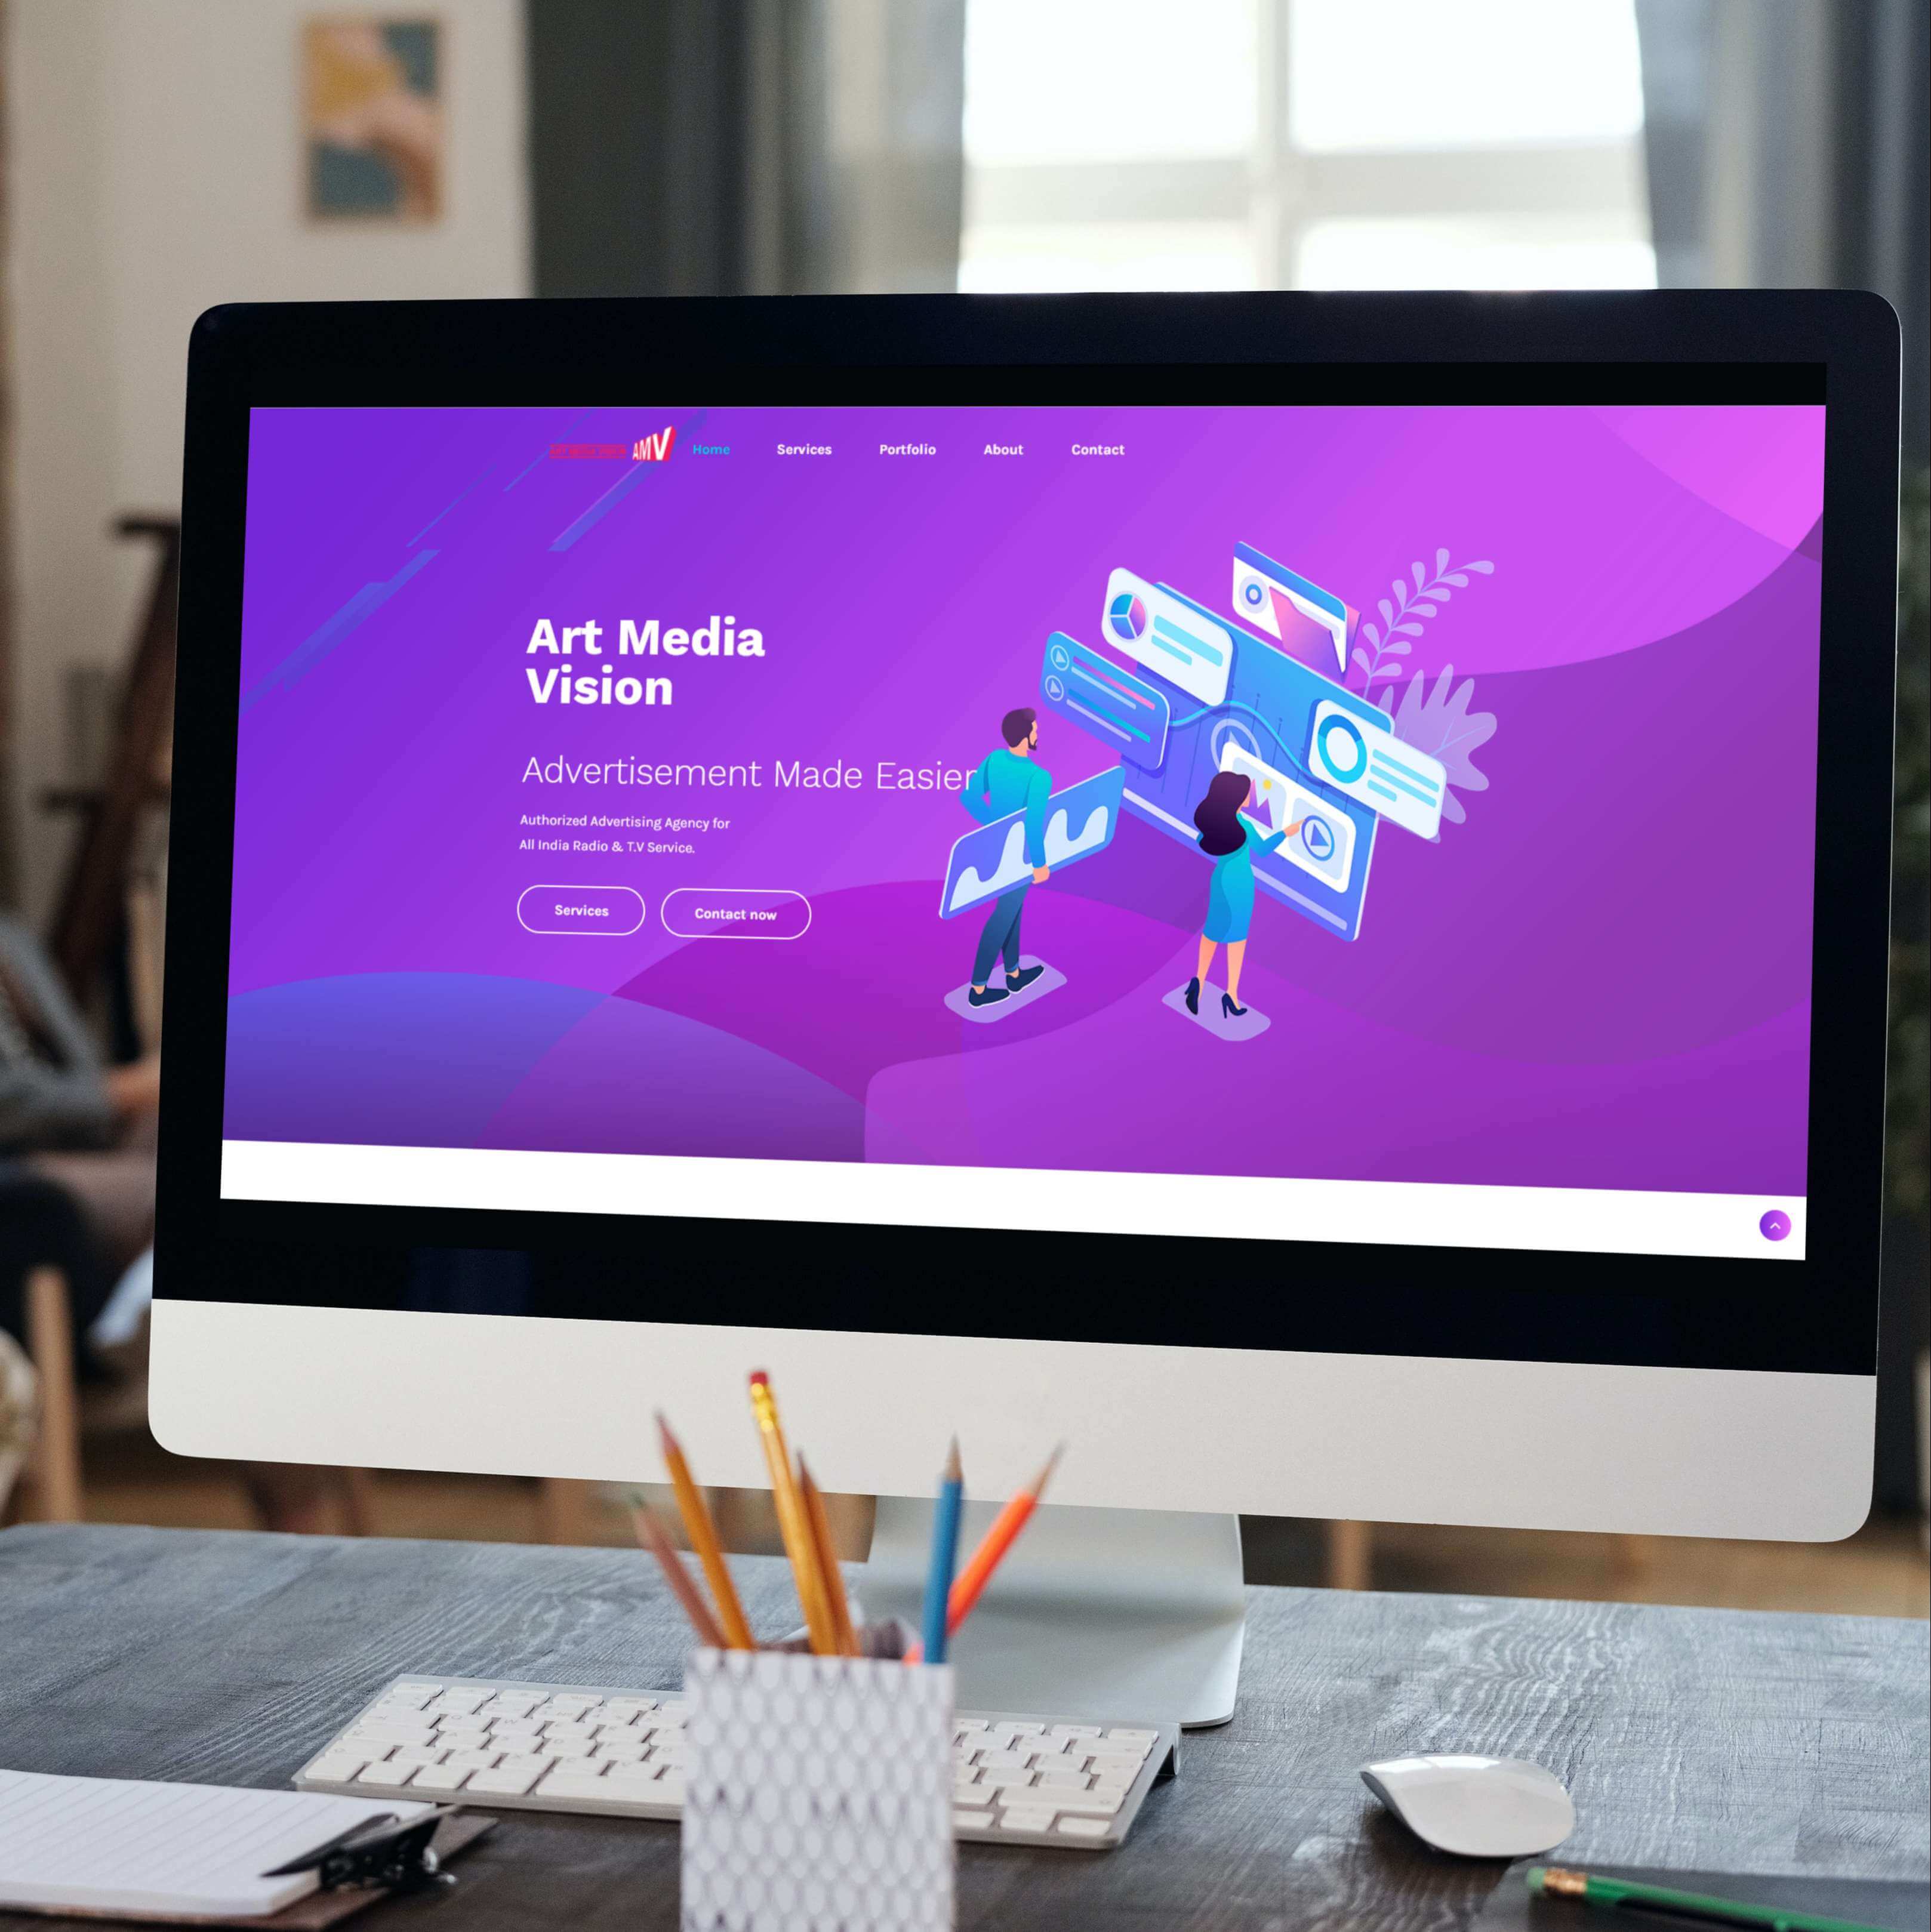 AMV
Home Services Portfolio About Contact
Art Media
Vision
Advertisement Made Easier
Authorized Advertising Agency for
All India Radio & T.V Service.
Services Contact now